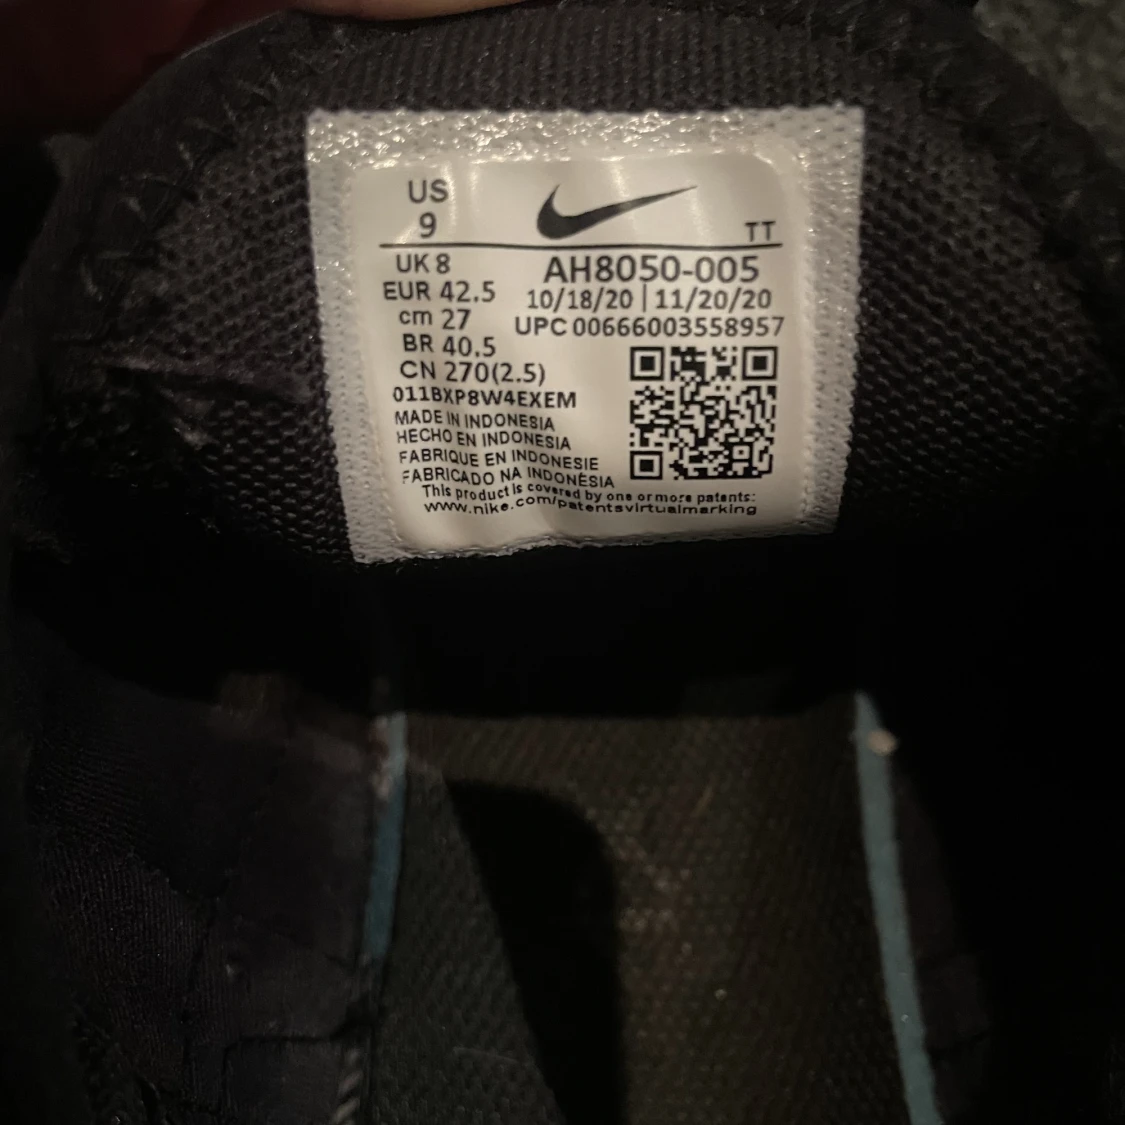 US
9
TT
UK 8
EUR 42.5
cm 27
BR 40.5
CN 270(2.5)
AH8050-005
10/18/20 | 11/20/20
UPC 00666003558957
011BXP8W4EXEM
MADE IN INDONESIA
HECHO EN INDONESIA
FABRIQUE EN INDONESIE
FABRICADO NA INDONÉSIA
This product is covered by one or more patents:
www.nike.com/patentsvirtualmarking